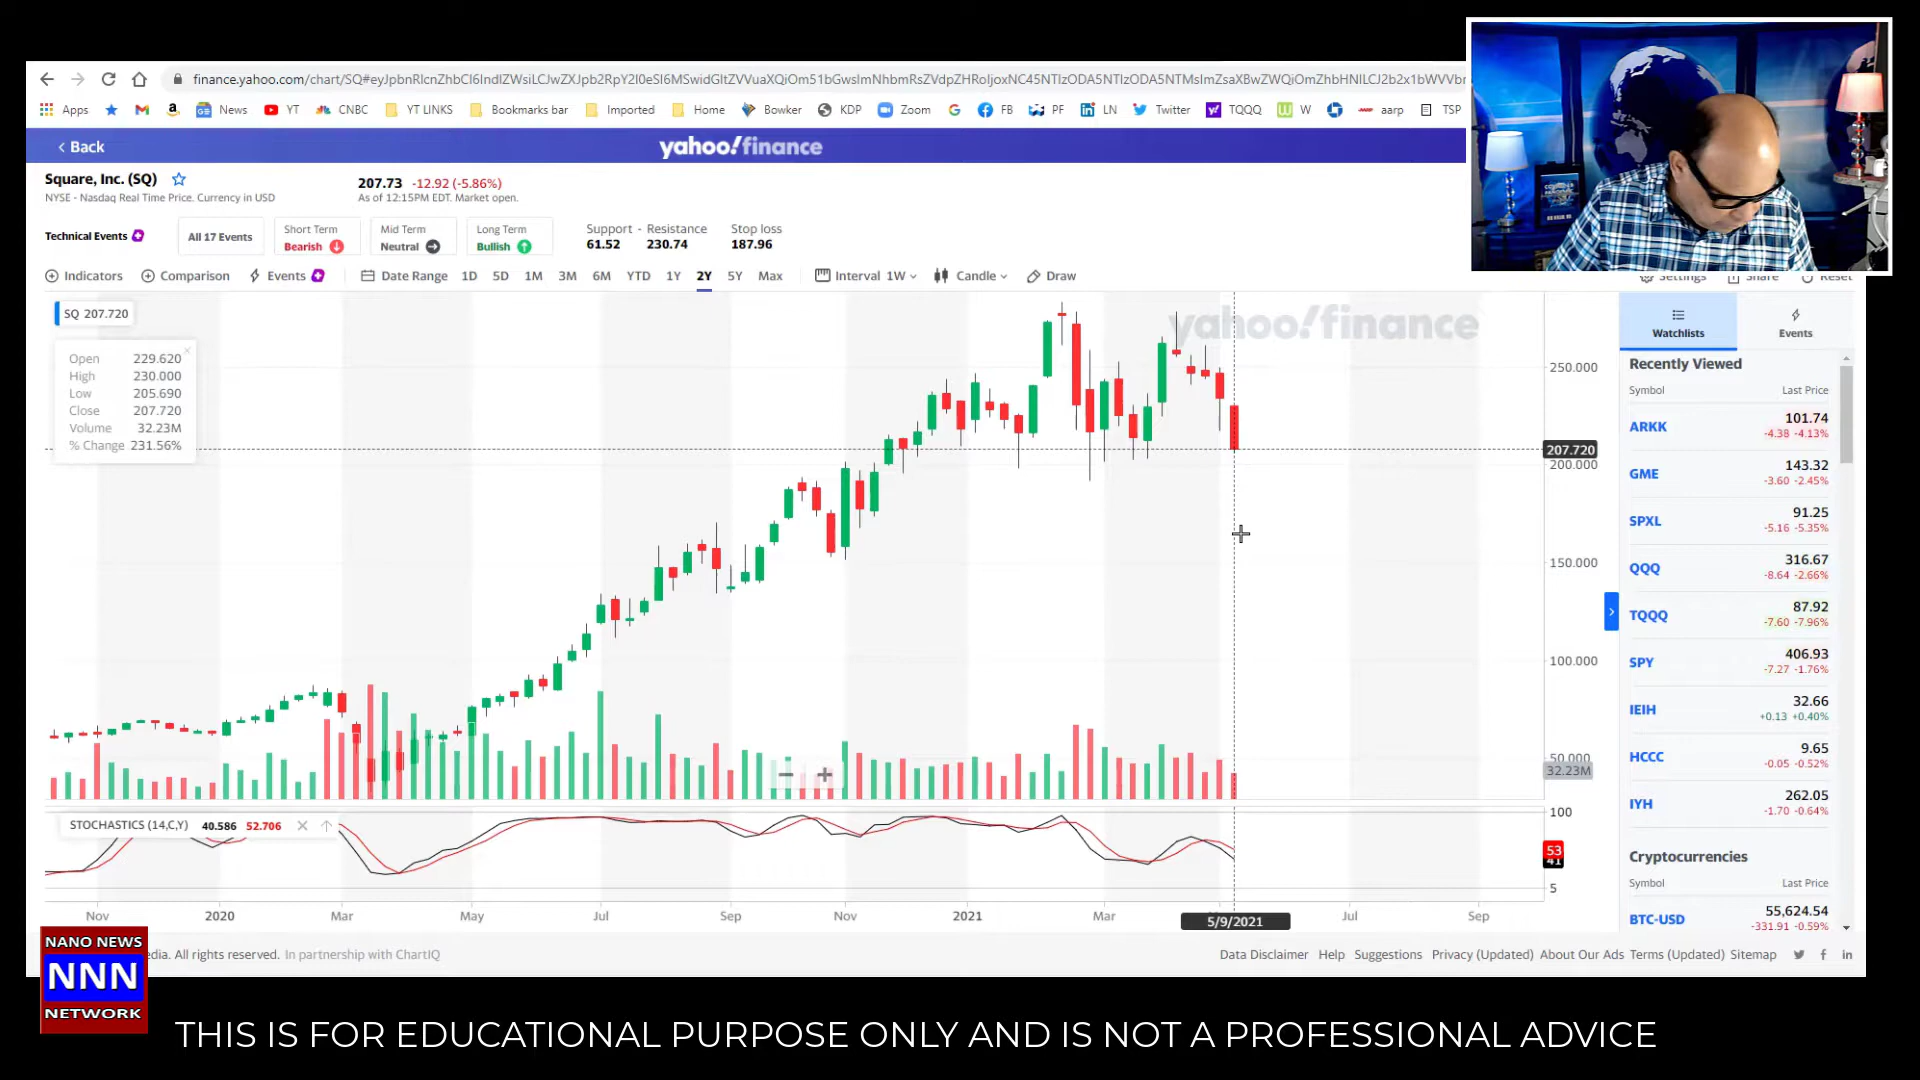 finance.yahoo.com/chart/SQ#
Apps News YT CNBC YT LINKS Bookmarks bar Imported Home Bowker KDP Zoom FB PF LN Twitter TQQQ W aarp TSP
Back
yahoo!finance
Square, Inc. (SQ)
NYSE - Nasdaq Real Time Price. Currency in USD
207.73 -12.92 (-5.86%)
As of 12:15PM EDT. Market open.
Technical Events
All 17 Events
Short Term
Bearish
Mid Term
Neutral
Long Term
Bullish
Support - Resistance
61.52 230.74
Stop loss
187.96
Indicators Comparison Events Date Range 1D 5D 1M 3M 6M YTD 1Y 2Y 5Y Max Interval 1W Candle Draw
Settings Share Reset
SQ 207.720
yahoo!finance
Open 229.620
High 230.000
Low 205.690
Close 207.720
Volume 32.23M
% Change 231.56%
250.000
207.720
200.000
150.000
100.000
50.000
32.23M
STOCHASTICS (14,C,Y) 40.586 52.706
100
53
41
5
Nov 2020 Mar May Jul Sep Nov 2021 Mar 5/9/2021 Jul Sep
Watchlists
Events
Recently Viewed
Symbol Last Price
ARKK 101.74
-4.38 -4.13%
GME 143.32
-3.60 -2.45%
SPXL 91.25
-5.16 -5.35%
QQQ 316.67
-8.64 -2.66%
TQQQ 87.92
-7.60 -7.96%
SPY 406.93
-7.27 -1.76%
IEIH 32.66
+0.13 +0.40%
HCCC 9.65
-0.05 -0.52%
IYH 262.05
-1.70 -0.64%
Cryptocurrencies
Symbol Last Price
BTC-USD 55,624.54
-331.91 -0.59%
edia. All rights reserved. In partnership with ChartIQ
Data Disclaimer Help Suggestions Privacy (Updated) About Our Ads Terms (Updated) Sitemap
NANO NEWS
NNN
NETWORK
THIS IS FOR EDUCATIONAL PURPOSE ONLY AND IS NOT A PROFESSIONAL ADVICE